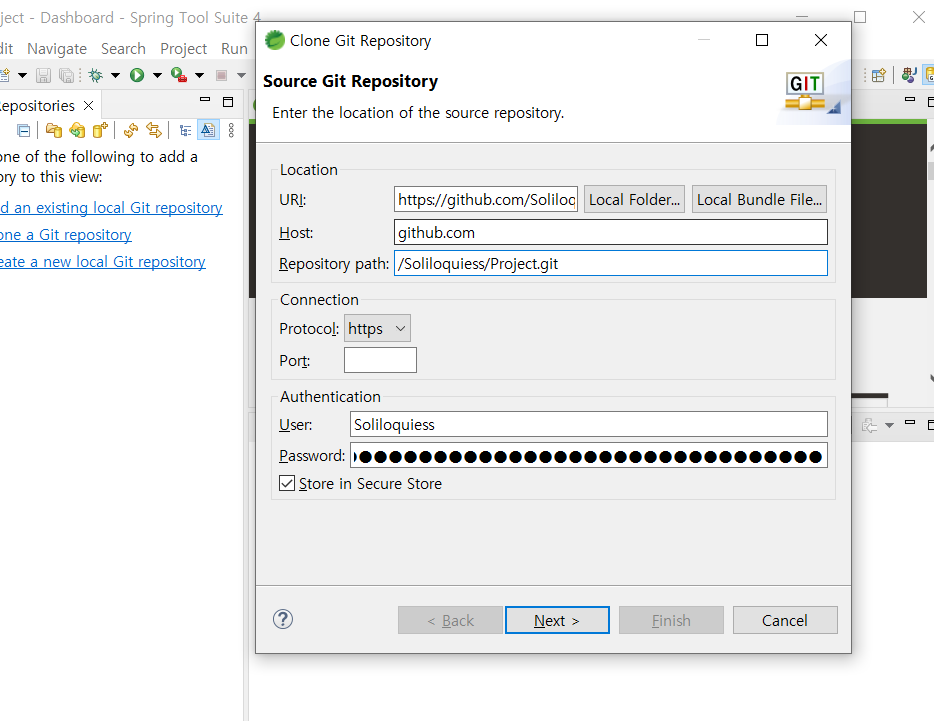 ject - Dashboard - Spring Tool Suite 4
dit Navigate Search Project Run
Repositories
one of the following to add a
ory to this view:
d an existing local Git repository
one a Git repository
eate a new local Git repository
Clone Git Repository
Source Git Repository
Enter the location of the source repository.
GIT
Location
URI: https://github.com/Soliloq Local Folder... Local Bundle File...
Host: github.com
Repository path: /Soliloquiess/Project.git
Connection
Protocol: https
Port:
Authentication
User: Soliloquiess
Password: ●●●●●●●●●●●●●●●●●●●●●●●●●●●●●●●
Store in Secure Store
< Back Next > Finish Cancel